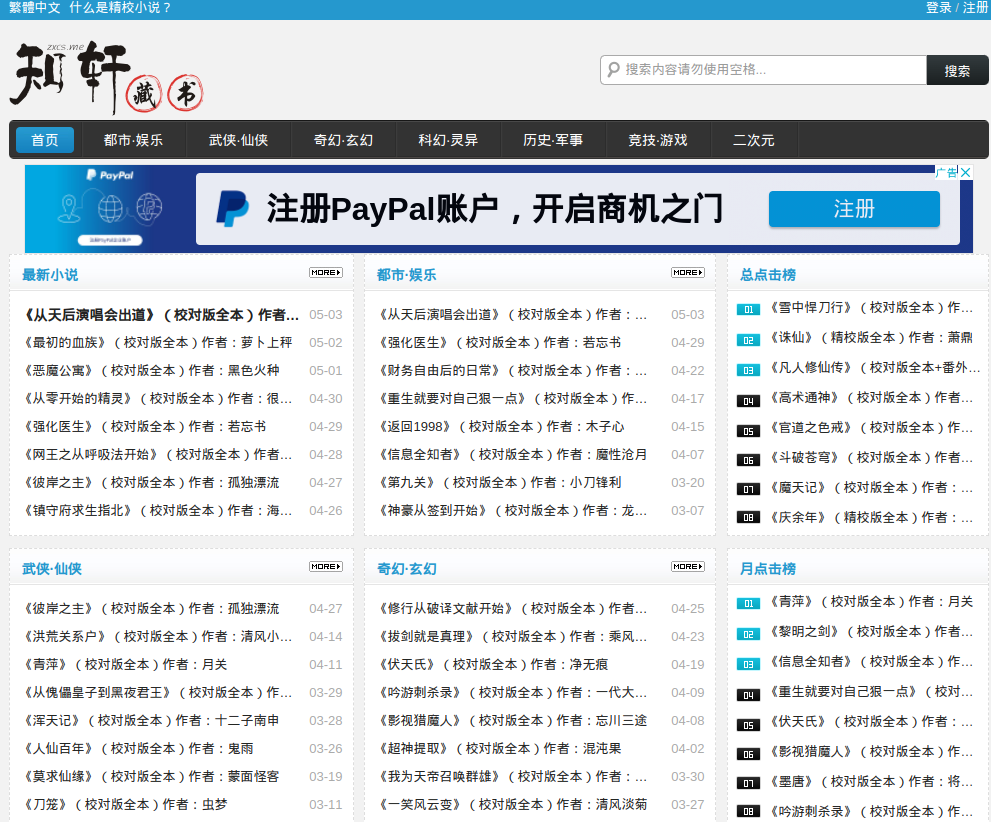 繁體中文 什么是精校小说？
登录 / 注册
zxcs.me
知轩藏书
搜索内容请勿使用空格...
搜索
首页 都市·娱乐 武侠·仙侠 奇幻·玄幻 科幻·灵异 历史·军事 竞技·游戏 二次元
PayPal
注册PayPal账户，开启商机之门
注册
广告
最新小说 MORE
《从天后演唱会出道》（校对版全本）作者... 05-03
《最初的血族》（校对版全本）作者：萝卜上秤 05-02
《恶魔公寓》（校对版全本）作者：黑色火种 05-01
《从零开始的精灵》（校对版全本）作者：很... 04-30
《强化医生》（校对版全本）作者：若忘书 04-29
《网王之从呼吸法开始》（校对版全本）作者... 04-28
《彼岸之主》（校对版全本）作者：孤独漂流 04-27
《镇守府求生指北》（校对版全本）作者：海... 04-26
都市·娱乐 MORE
《从天后演唱会出道》（校对版全本）作者：... 05-03
《强化医生》（校对版全本）作者：若忘书 04-29
《财务自由后的日常》（校对版全本）作者：... 04-22
《重生就要对自己狠一点》（校对版全本）作... 04-17
《返回1998》（校对版全本）作者：木子心 04-15
《信息全知者》（校对版全本）作者：魔性沧月 04-07
《第九关》（校对版全本）作者：小刀锋利 03-20
《神豪从签到开始》（校对版全本）作者：龙... 03-07
总点击榜
01 《雪中悍刀行》（校对版全本）作...
02 《诛仙》（精校版全本）作者：萧鼎
03 《凡人修仙传》（校对版全本+番外...
04 《高术通神》（校对版全本）作者...
05 《官道之色戒》（校对版全本）作...
06 《斗破苍穹》（校对版全本）作者...
07 《魔天记》（校对版全本）作者：...
08 《庆余年》（精校版全本）作者：...
武侠·仙侠 MORE
《彼岸之主》（校对版全本）作者：孤独漂流 04-27
《洪荒关系户》（校对版全本）作者：清风小... 04-14
《青萍》（校对版全本）作者：月关 04-11
《从傀儡皇子到黑夜君王》（校对版全本）作... 03-29
《浑天记》（校对版全本）作者：十二子南申 03-28
《人仙百年》（校对版全本）作者：鬼雨 03-26
《莫求仙缘》（校对版全本）作者：蒙面怪客 03-19
《刀笼》（校对版全本）作者：虫梦 03-11
奇幻·玄幻 MORE
《修行从破译文献开始》（校对版全本）作者... 04-25
《拔剑就是真理》（校对版全本）作者：乘风... 04-23
《伏天氏》（校对版全本）作者：净无痕 04-19
《吟游刺杀录》（校对版全本）作者：一代大... 04-09
《影视猎魔人》（校对版全本）作者：忘川三途 04-08
《超神提取》（校对版全本）作者：混沌果 04-02
《我为天帝召唤群雄》（校对版全本）作者：... 03-30
《一笑风云变》（校对版全本）作者：清风淡菊 03-27
月点击榜
01 《青萍》（校对版全本）作者：月关
02 《黎明之剑》（校对版全本）作者...
03 《信息全知者》（校对版全本）作...
04 《重生就要对自己狠一点》（校对...
05 《伏天氏》（校对版全本）作者：...
06 《影视猎魔人》（校对版全本）作...
07 《墨唐》（校对版全本）作者：将...
08 《吟游刺杀录》（校对版全本）作...